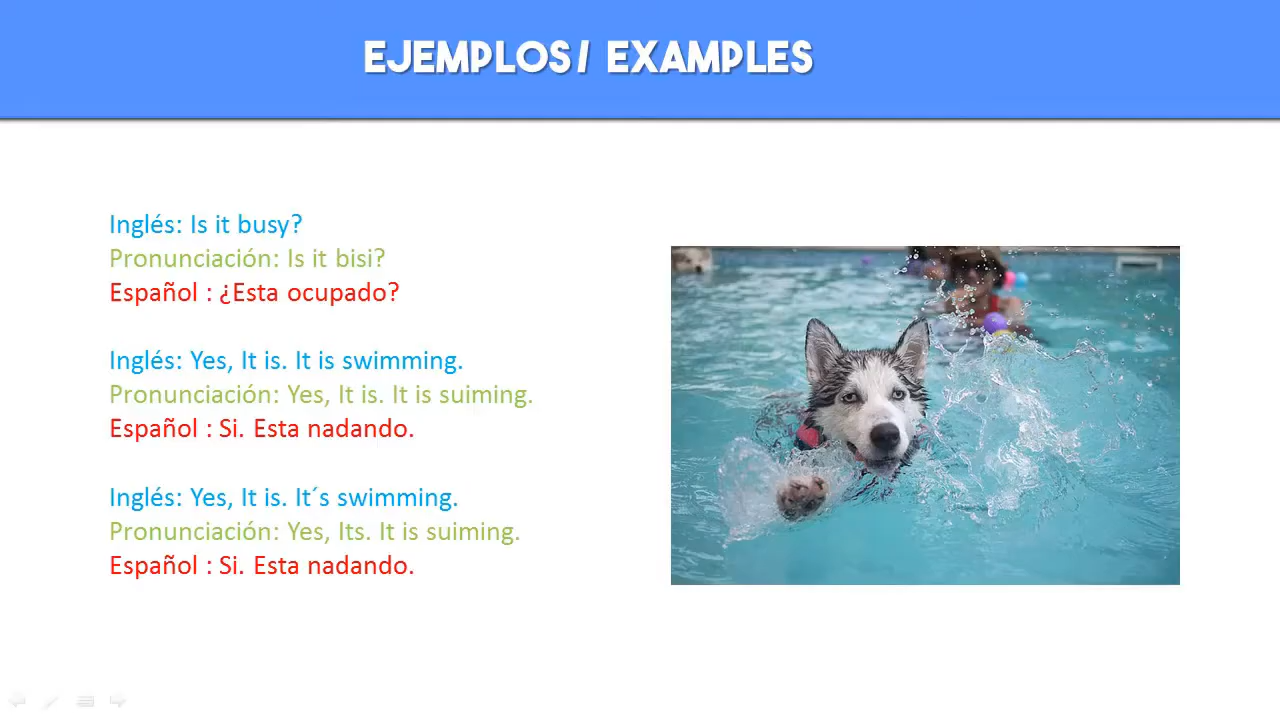 EJEMPLOS/ EXAMPLES
Inglés: Is it busy?
Pronunciación: Is it bisi?
Español : ¿Esta ocupado?
Inglés: Yes, It is. It is swimming.
Pronunciación: Yes, It is. It is suiming.
Español : Si. Esta nadando.
Inglés: Yes, It is. It´s swimming.
Pronunciación: Yes, Its. It is suiming.
Español : Si. Esta nadando.